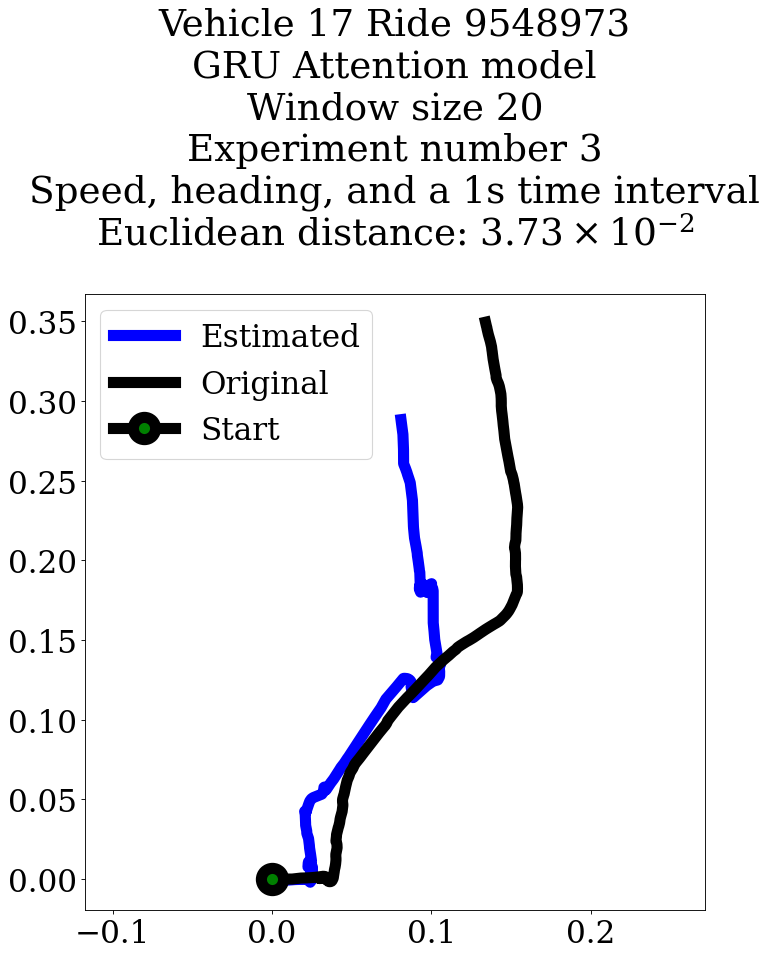 Vehicle 17 Ride 9548973
GRU Attention model
Window size 20
Experiment number 3
Speed, heading, and a 1s time interval
Euclidean distance: 3.73 × 10⁻²
Estimated
Original
Start
0.35
0.30
0.25
0.20
0.15
0.10
0.05
0.00
−0.1 0.0 0.1 0.2